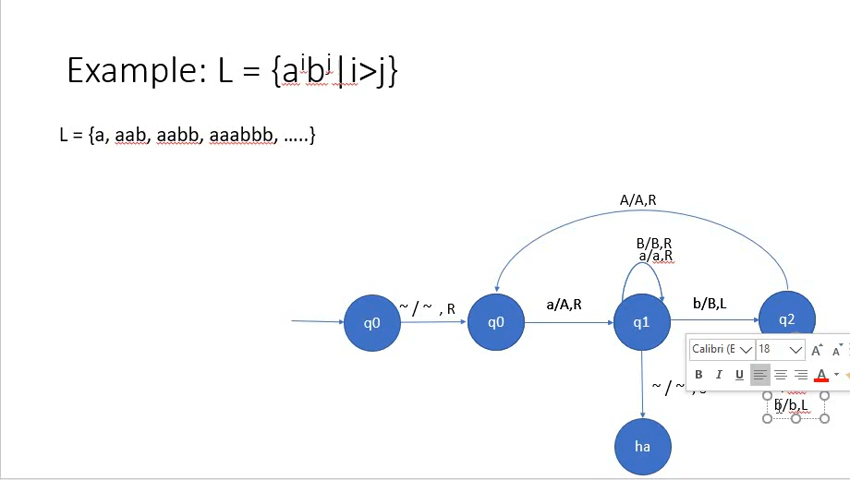 Example: L = {aⁱbʲ|i>j}
L = {a, aab, aabb, aaabbb, …..}
A/A,R
B/B,R
a/a,R
a/A,R
b/B,L
~ / ~ , R
q0
q0
q1
q2
Calibri (E
18
A
A
B
I
U
A
~ / ~
b/b,L
ha